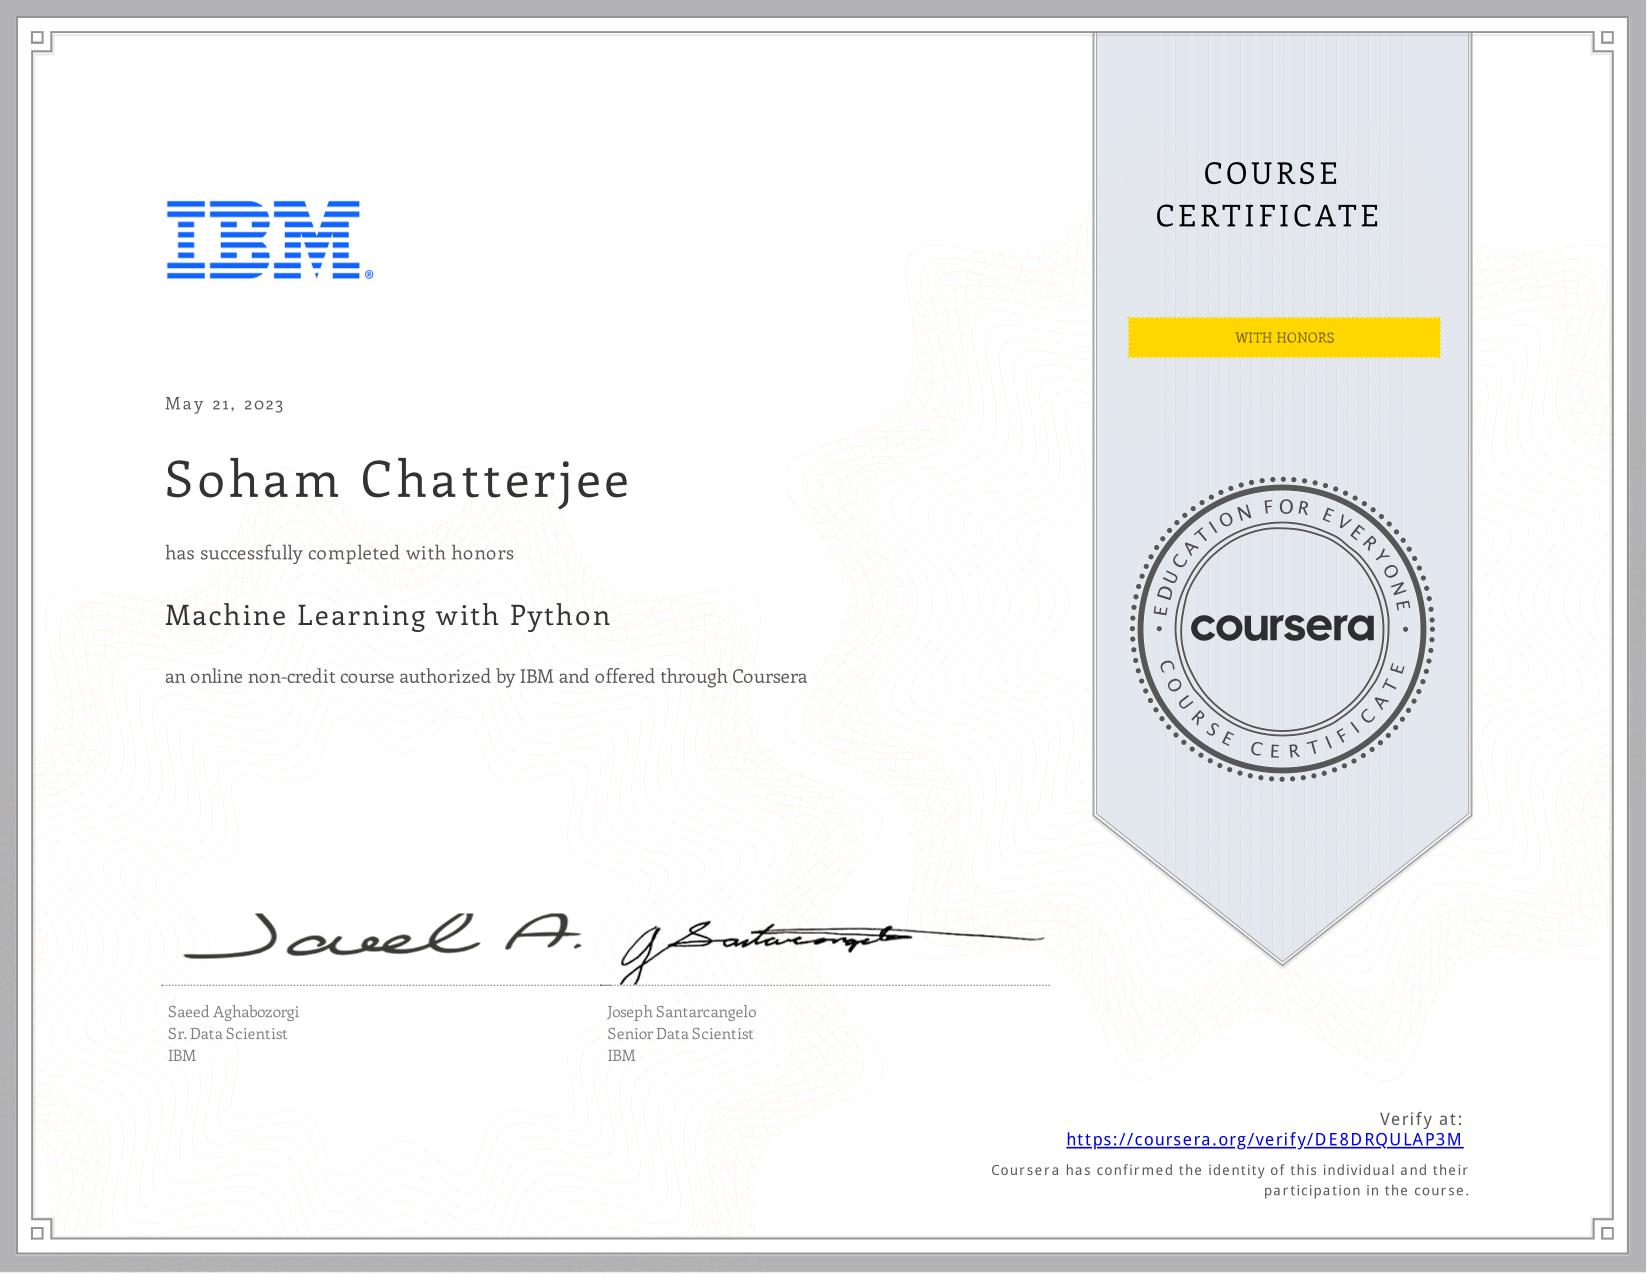 IBM®
COURSE
CERTIFICATE
WITH HONORS
May 21, 2023
Soham Chatterjee
has successfully completed with honors
Machine Learning with Python
an online non-credit course authorized by IBM and offered through Coursera
• EDUCATION FOR EVERYONE •
coursera
COURSE CERTIFICATE
Saeed A.
J Santarcangelo
Saeed Aghabozorgi
Sr. Data Scientist
IBM
Joseph Santarcangelo
Senior Data Scientist
IBM
Verify at:
https://coursera.org/verify/DE8DRQULAP3M
Coursera has confirmed the identity of this individual and their
participation in the course.